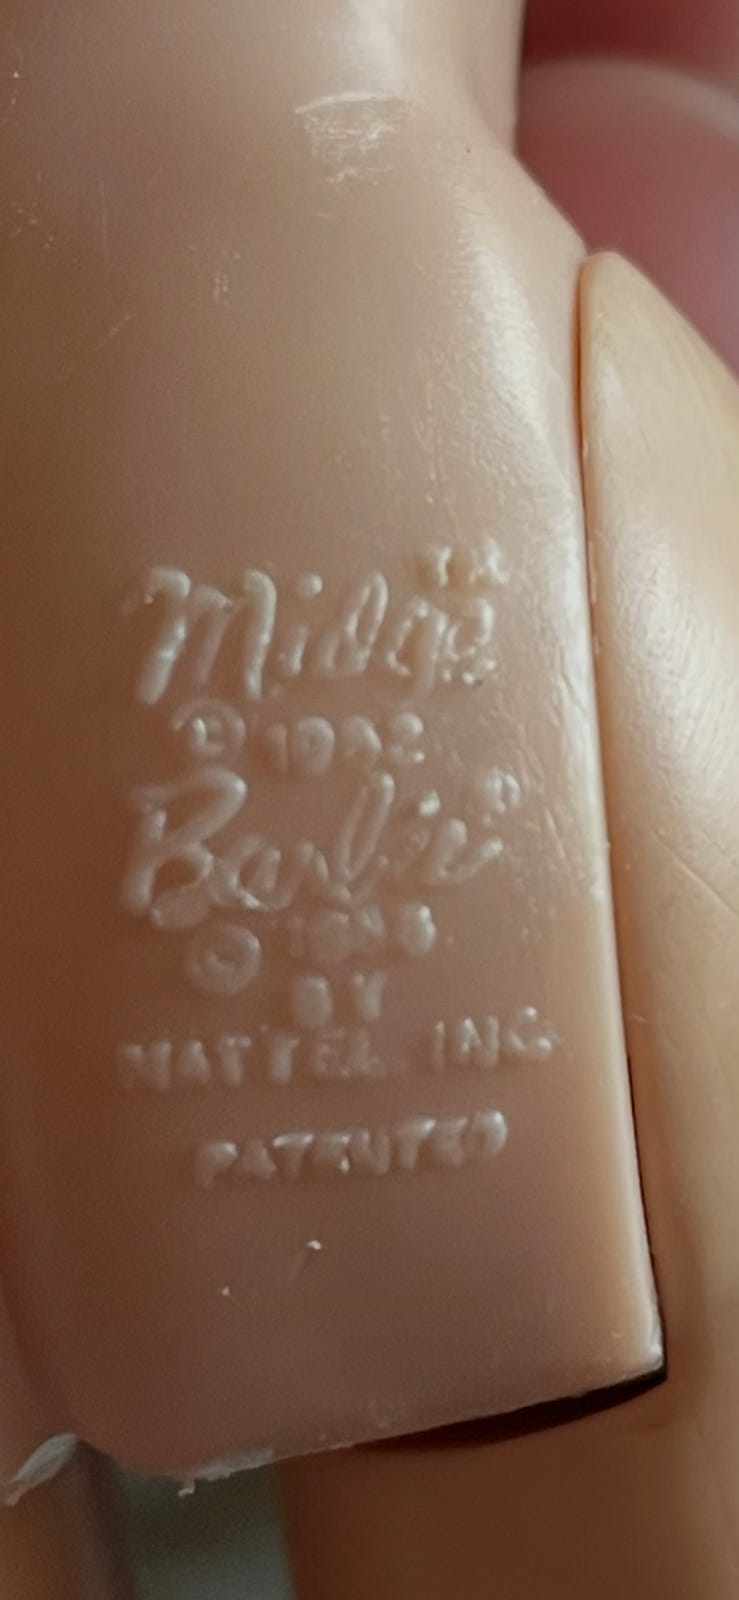 Midge™
© 1962
Barbie®
© 1958
BY
MATTEL INC
PATENTED